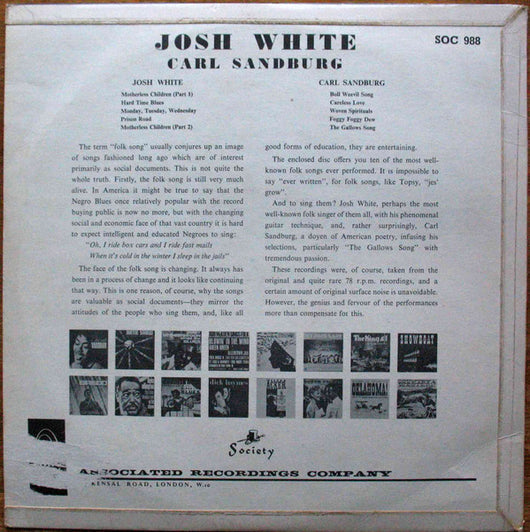 JOSH WHITE
SOC 988
CARL SANDBURG
JOSH WHITE
Motherless Children (Part 1)
Hard Time Blues
Monday, Tuesday, Wednesday
Prison Road
Motherless Children (Part 2)
CARL SANDBURG
Boll Weevil Song
Careless Love
Woven Spirituals
Foggy Foggy Dew
The Gallows Song
The term "folk song" usually conjures up an image
of songs fashioned long ago which are of interest
primarily as social documents. This is not quite the
whole truth. Firstly, the folk song is still very much
alive. In America it might be true to say that the
Negro Blues once relatively popular with the record
buying public is now no more, but with the changing
social and economic face of that vast country it is hard
to expect intelligent and educated Negroes to sing:
"Oh, I ride box cars and I ride fast mails
When it's cold in the winter I sleep in the jails"
The face of the folk song is changing. It always has
been in a process of change and it looks like continuing
that way. This is one reason, of course, why the songs
are valuable as social documents—they mirror the
attitudes of the people who sing them, and, like all
good forms of education, they are entertaining.
The enclosed disc offers you ten of the most well-
known folk songs ever performed. It is impossible to
say "ever written", for folk songs, like Topsy, "jes'
grow".
And to sing them? Josh White, perhaps the most
well-known folk singer of them all, with his phenomenal
guitar technique, and, rather surprisingly, Carl
Sandburg, a doyen of American poetry, infusing his
selections, particularly "The Gallows Song" with
tremendous passion.
These recordings were, of course, taken from the
original and quite rare 78 r.p.m. recordings, and a
certain amount of original surface noise is unavoidable.
However, the genius and fervour of the performances
more than compensate for this.
BLOWIN' IN THE WIND
GREEN GREEN
The King & I
SHOWBOAT
dick haymes
ACKER
OKLAHOMA!
Society
ASSOCIATED RECORDINGS COMPANY
KENSAL ROAD, LONDON, W.10